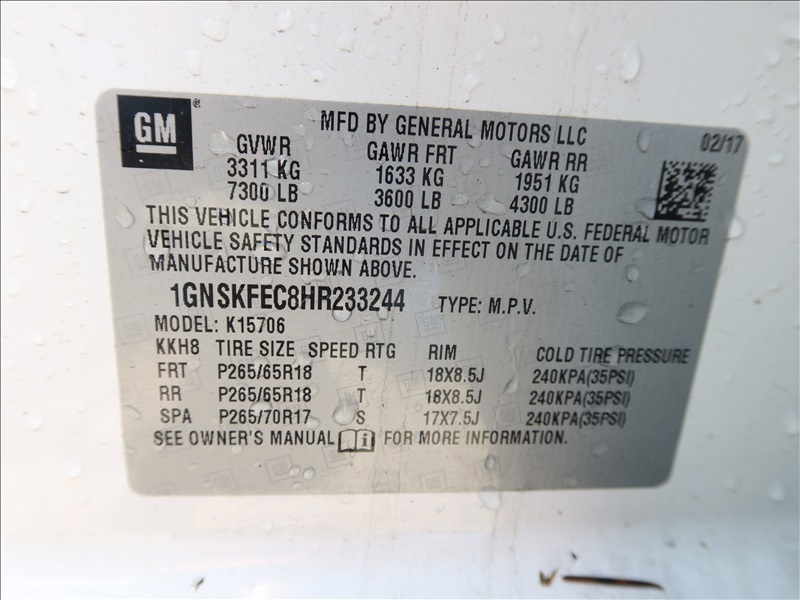 GM ®
MFD BY GENERAL MOTORS LLC
02/17
GVWR GAWR FRT GAWR RR
3311 KG 1633 KG 1951 KG
7300 LB 3600 LB 4300 LB
THIS VEHICLE CONFORMS TO ALL APPLICABLE U.S. FEDERAL MOTOR
VEHICLE SAFETY STANDARDS IN EFFECT ON THE DATE OF
MANUFACTURE SHOWN ABOVE.
1GNSKFEC8HR233244 TYPE: M.P.V.
MODEL: K15706
KKH8 TIRE SIZE SPEED RTG RIM COLD TIRE PRESSURE
FRT P265/65R18 T 18X8.5J 240KPA(35PSI)
RR P265/65R18 T 18X8.5J 240KPA(35PSI)
SPA P265/70R17 S 17X7.5J 240KPA(35PSI)
SEE OWNER'S MANUAL FOR MORE INFORMATION.